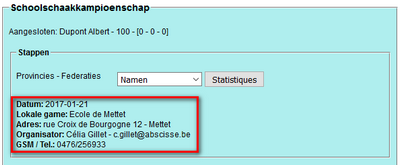 Schoolschaakkampioenschap
Aangesloten: Dupont Albert - 100 - [0 - 0 - 0]
Stappen
Provincies - Federaties Namen Statistiques
Datum: 2017-01-21
Lokale game: Ecole de Mettet
Adres: rue Croix de Bourgogne 12 - Mettet
Organisator: Célia Gillet - c.gillet@abscisse.be
GSM / Tel.: 0476/256933